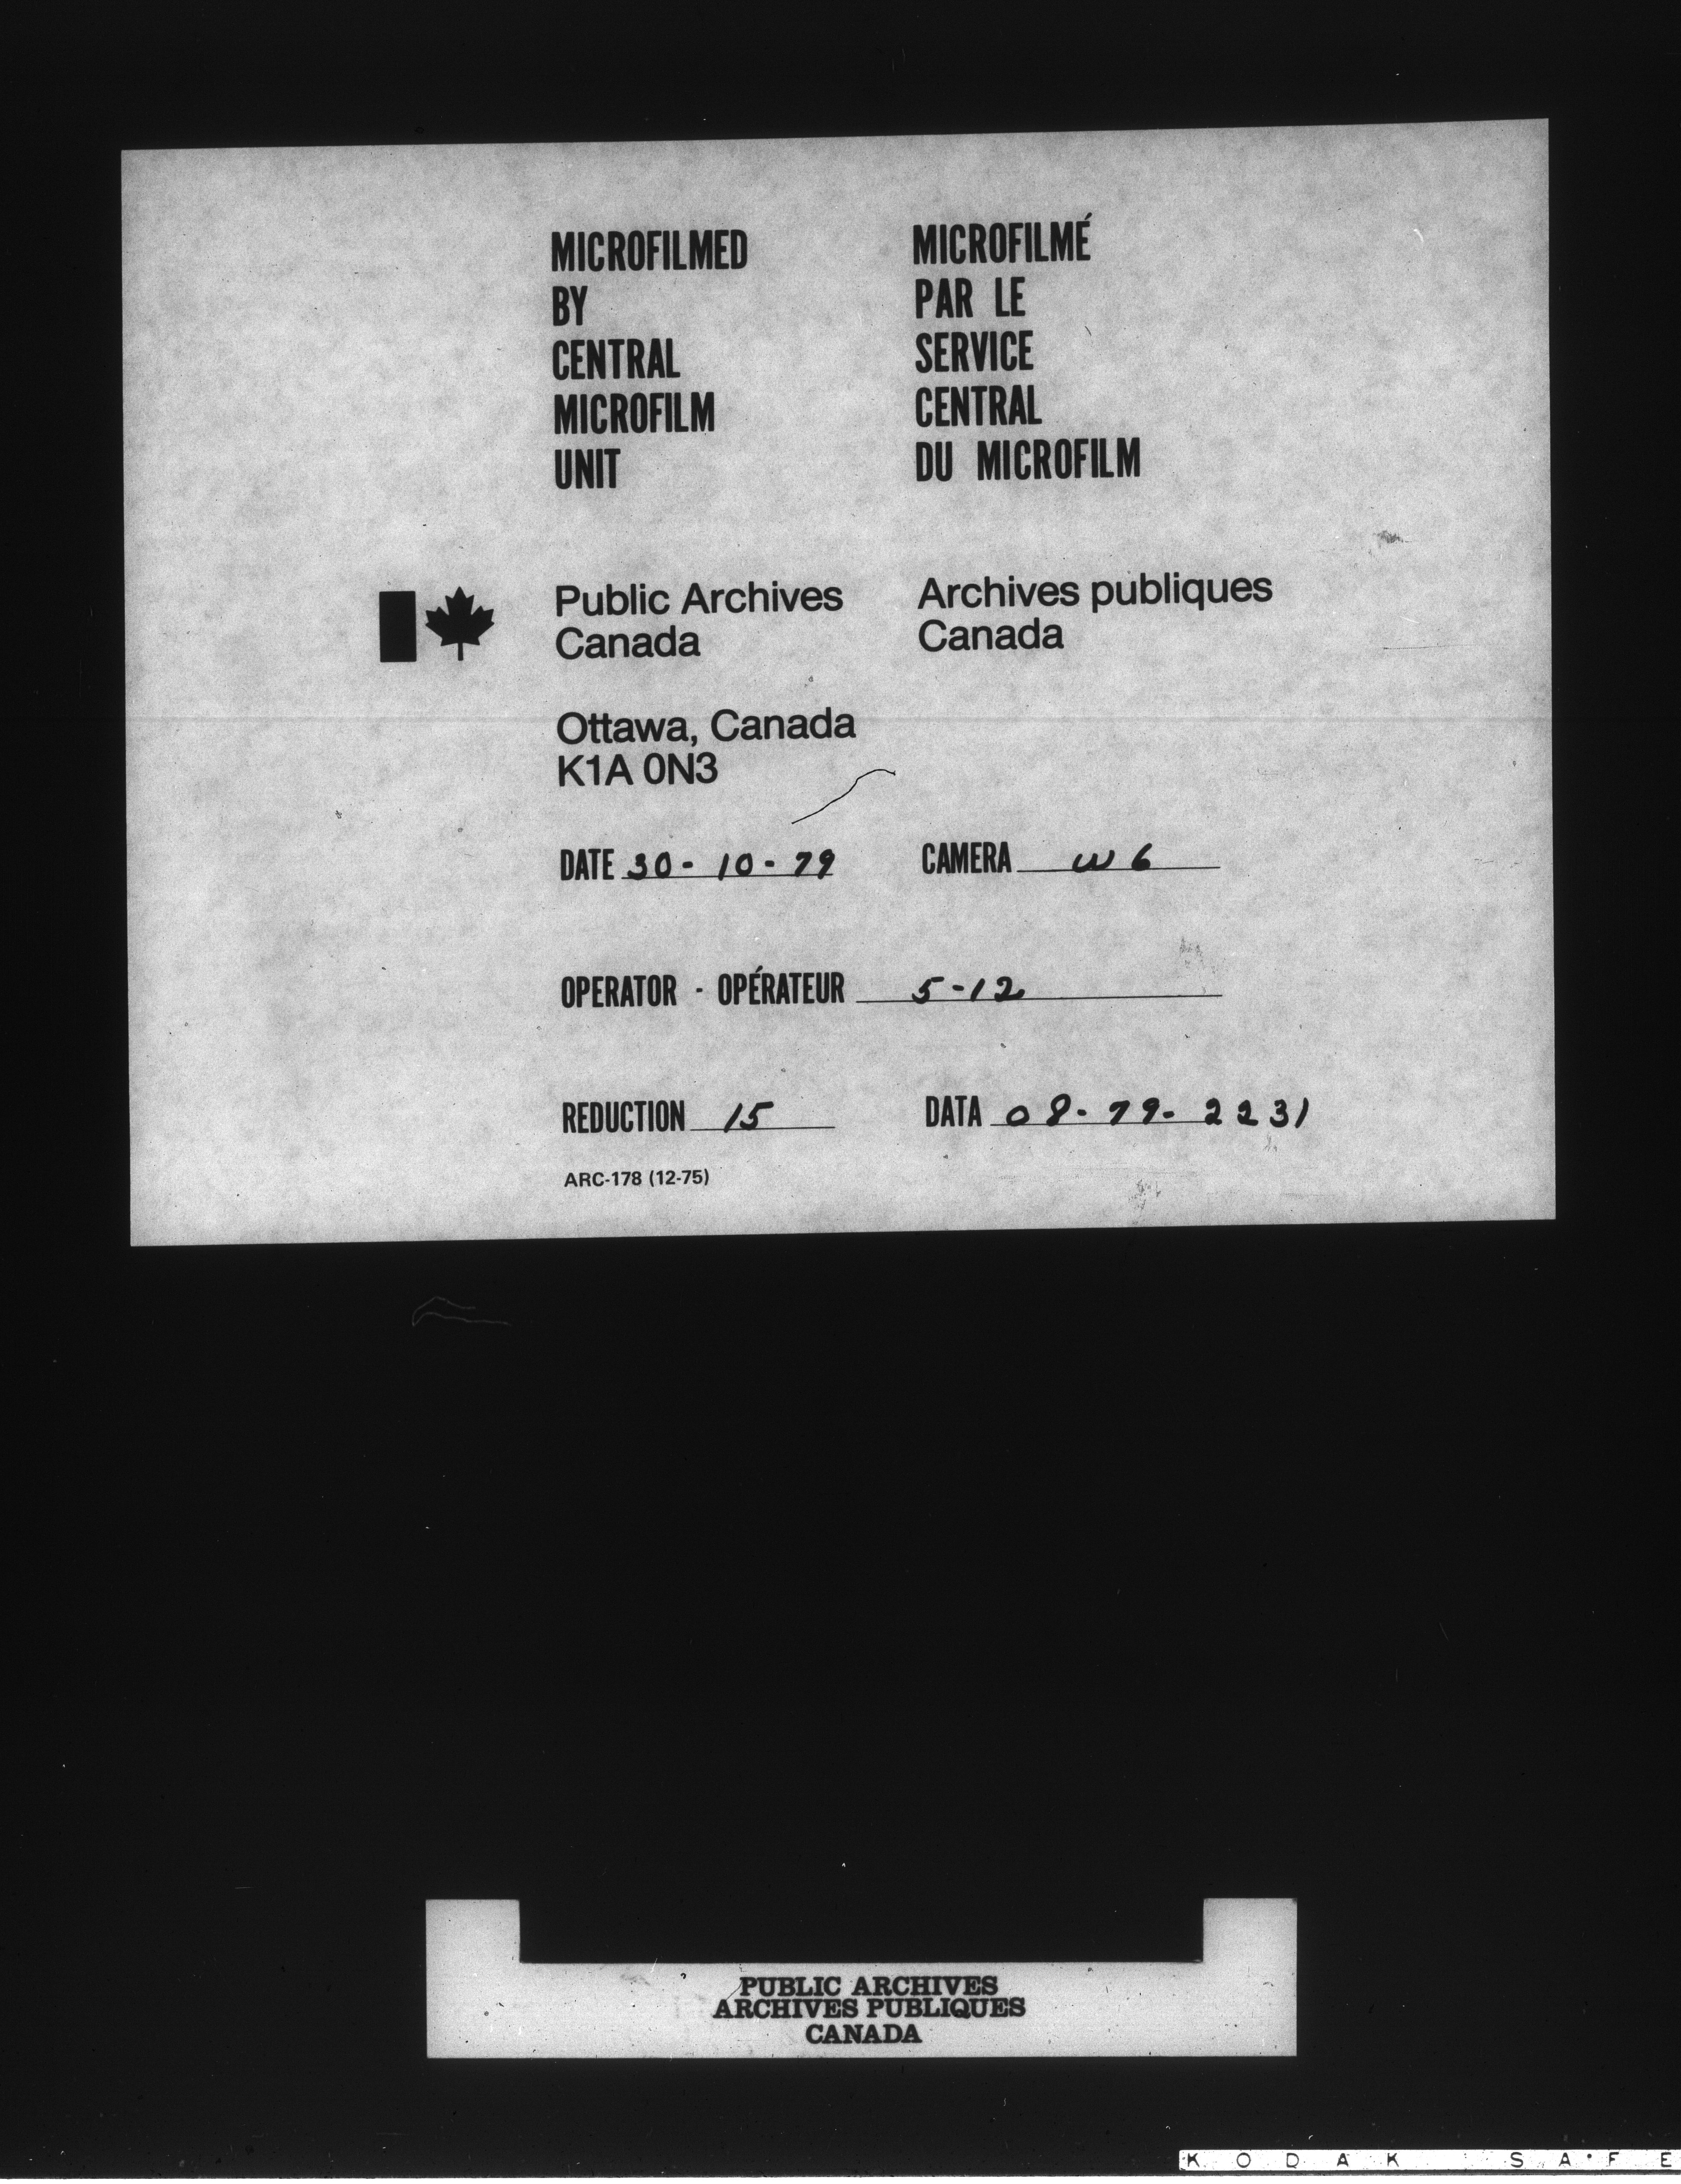 MICROFILMED
BY
CENTRAL
MICROFILM
UNIT
MICROFILMÉ
PAR LE
SERVICE
CENTRAL
DU MICROFILM
Public Archives
Canada
Archives publiques
Canada
Ottawa, Canada
K1A 0N3
DATE 30-10-79
CAMERA W6
OPERATOR - OPÉRATEUR 5-12
REDUCTION 15
DATA 08-79-2231
ARC-178 (12-75)
PUBLIC ARCHIVES
ARCHIVES PUBLIQUES
CANADA
KODAK SAFE